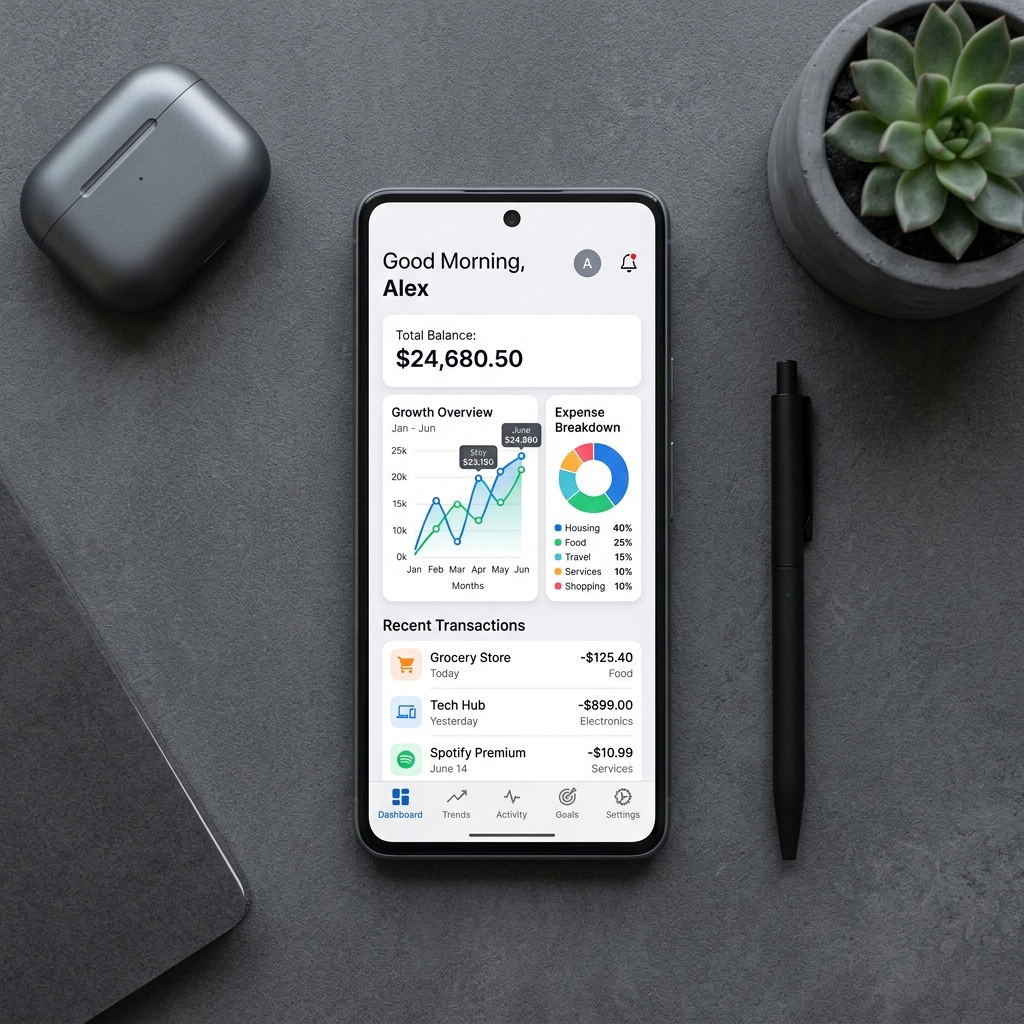 Good Morning,
Alex
A
Total Balance:
$24,680.50
Growth Overview
Jan - Jun
25k
20k
15k
10k
0k
June
$24,800
$23,150
Jan Feb Mar Apr May Jun
Months
Expense
Breakdown
Housing 40%
Food 25%
Travel 15%
Services 10%
Shopping 10%
Recent Transactions
Grocery Store -$125.40
Today Food
Tech Hub -$899.00
Yesterday Electronics
Spotify Premium -$10.99
June 14 Services
Dashboard Trends Activity Goals Settings